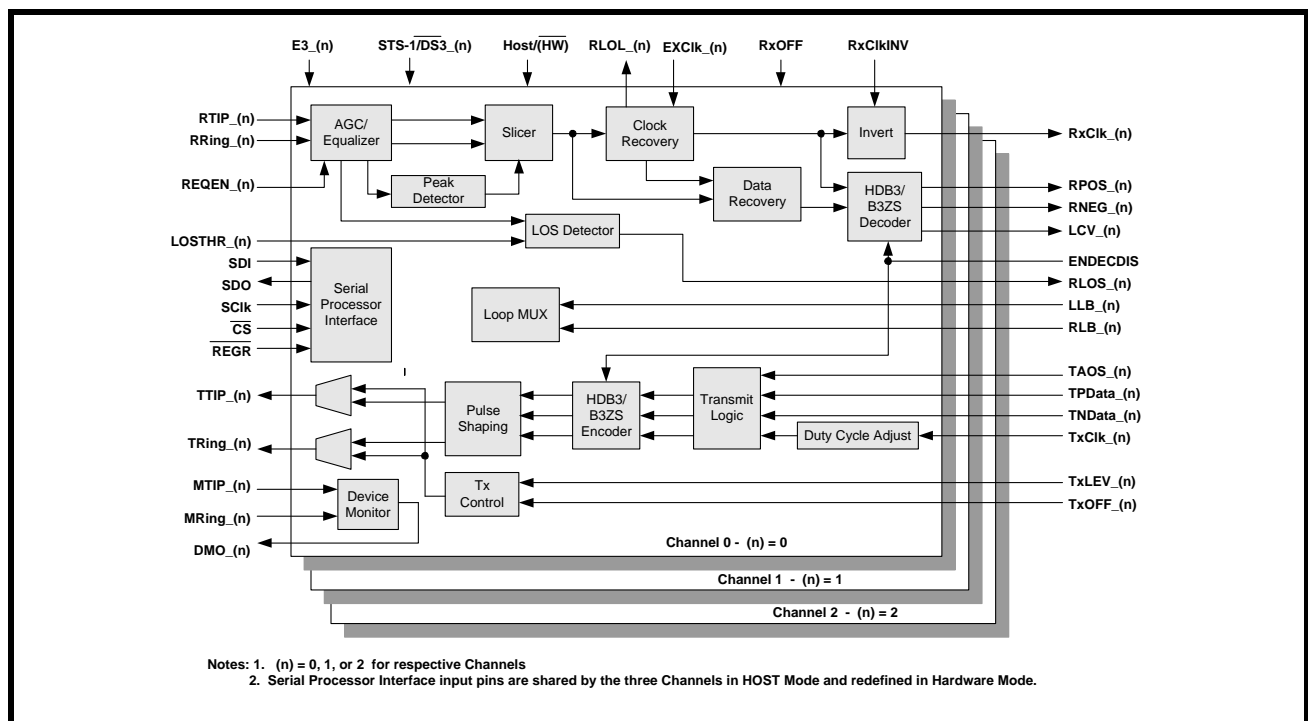 E3_(n)
STS-1/DS3_(n)
Host/(HW)
RLOL_(n)
EXClk_(n)
RxOFF
RxClkINV
RTIP_(n)
RRing_(n)
REQEN_(n)
LOSTHR_(n)
SDI
SDO
SClk
CS
REGR
TTIP_(n)
TRing_(n)
MTIP_(n)
MRing_(n)
DMO_(n)
AGC/
Equalizer
Slicer
Clock
Recovery
Invert
Peak
Detector
Data
Recovery
HDB3/
B3ZS
Decoder
LOS Detector
Serial
Processor
Interface
Loop MUX
Pulse
Shaping
HDB3/
B3ZS
Encoder
Transmit
Logic
Duty Cycle Adjust
Tx
Control
Device
Monitor
RxClk_(n)
RPOS_(n)
RNEG_(n)
LCV_(n)
ENDECDIS
RLOS_(n)
LLB_(n)
RLB_(n)
TAOS_(n)
TPData_(n)
TNData_(n)
TxClk_(n)
TxLEV_(n)
TxOFF_(n)
Channel 0 - (n) = 0
Channel 1 - (n) = 1
Channel 2 - (n) = 2
Notes: 1. (n) = 0, 1, or 2 for respective Channels
2. Serial Processor Interface input pins are shared by the three Channels in HOST Mode and redefined in Hardware Mode.